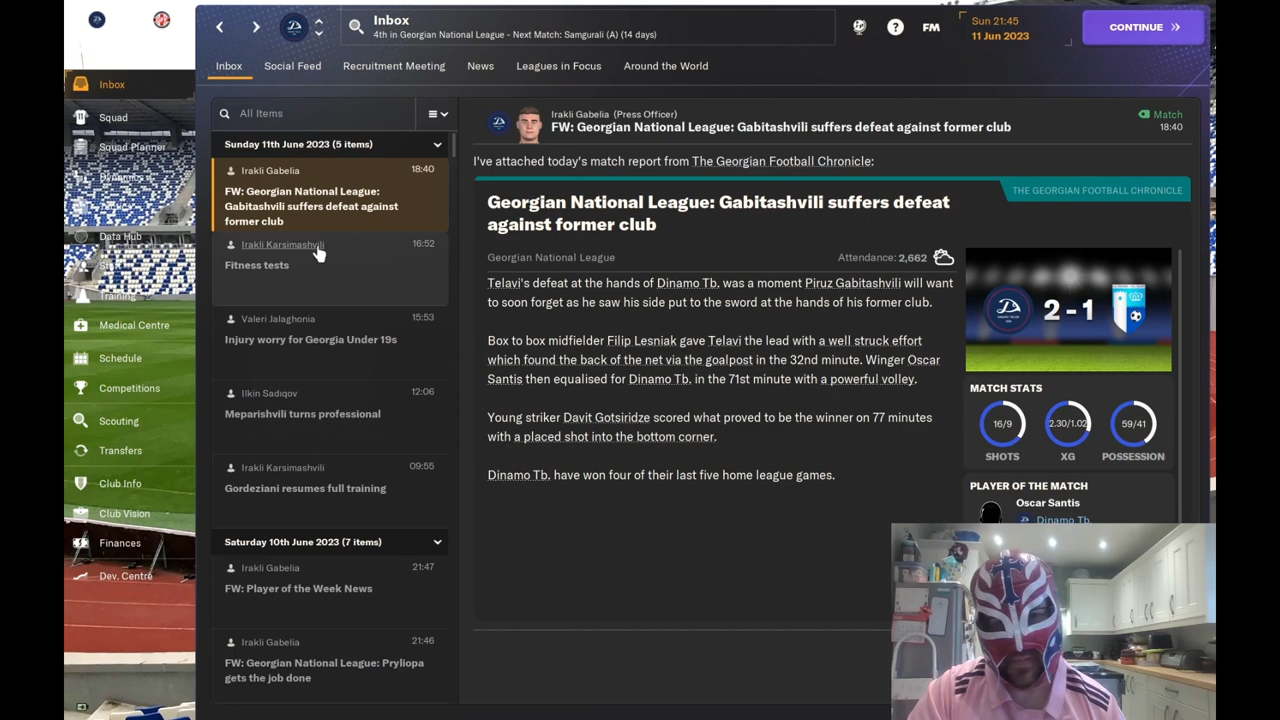 Inbox
4th in Georgian National League - Next Match: Samgurali (A) (14 days)
Sun 21:45
11 Jun 2023
FM
CONTINUE
Inbox
Social Feed
Recruitment Meeting
News
Leagues in Focus
Around the World
Inbox
Squad
Squad Planner
Data Hub
Training
Medical Centre
Schedule
Competitions
Scouting
Transfers
Club Info
Club Vision
Finances
Dev. Centre
All Items
Sunday 11th June 2023 (5 items)
Irakli Gabelia 18:40
FW: Georgian National League:
Gabitashvili suffers defeat against
former club
Irakli Karsimashvili 16:52
Fitness tests
Valeri Jalaghonia 15:53
Injury worry for Georgia Under 19s
Ilkin Sadıqov 12:06
Meparishvili turns professional
Irakli Karsimashvili 09:55
Gordeziani resumes full training
Saturday 10th June 2023 (7 items)
Irakli Gabelia 21:47
FW: Player of the Week News
Irakli Gabelia 21:46
FW: Georgian National League: Pryliopa
gets the job done
Irakli Gabelia (Press Officer)
FW: Georgian National League: Gabitashvili suffers defeat against former club
Match
18:40
I've attached today's match report from The Georgian Football Chronicle:
THE GEORGIAN FOOTBALL CHRONICLE
Georgian National League: Gabitashvili suffers defeat
against former club
Georgian National League
Attendance: 2,662
Telavi's defeat at the hands of Dinamo Tb. was a moment Piruz Gabitashvili will want
to soon forget as he saw his side put to the sword at the hands of his former club.
Box to box midfielder Filip Lesniak gave Telavi the lead with a well struck effort
which found the back of the net via the goalpost in the 32nd minute. Winger Oscar
Santis then equalised for Dinamo Tb. in the 71st minute with a powerful volley.
Young striker Davit Gotsiridze scored what proved to be the winner on 77 minutes
with a placed shot into the bottom corner.
Dinamo Tb. have won four of their last five home league games.
2 - 1
MATCH STATS
16/9
2.30/1.02
59/41
SHOTS
XG
POSSESSION
PLAYER OF THE MATCH
Oscar Santis
Dinamo Tb.